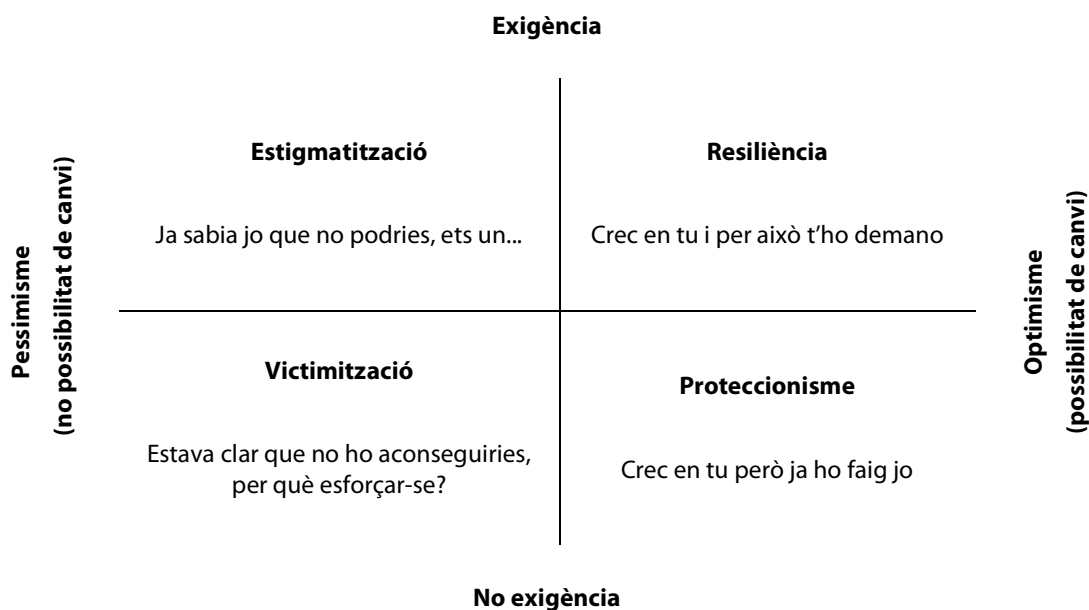 Exigència
Estigmatització
Resiliència
Ja sabia jo que no podries, ets un...
Crec en tu i per això t’ho demano
Pessimisme
(no possibilitat de canvi)
Optimisme
(possibilitat de canvi)
Victimització
Proteccionisme
Estava clar que no ho aconseguiries,
per què esforçar-se?
Crec en tu però ja ho faig jo
No exigència